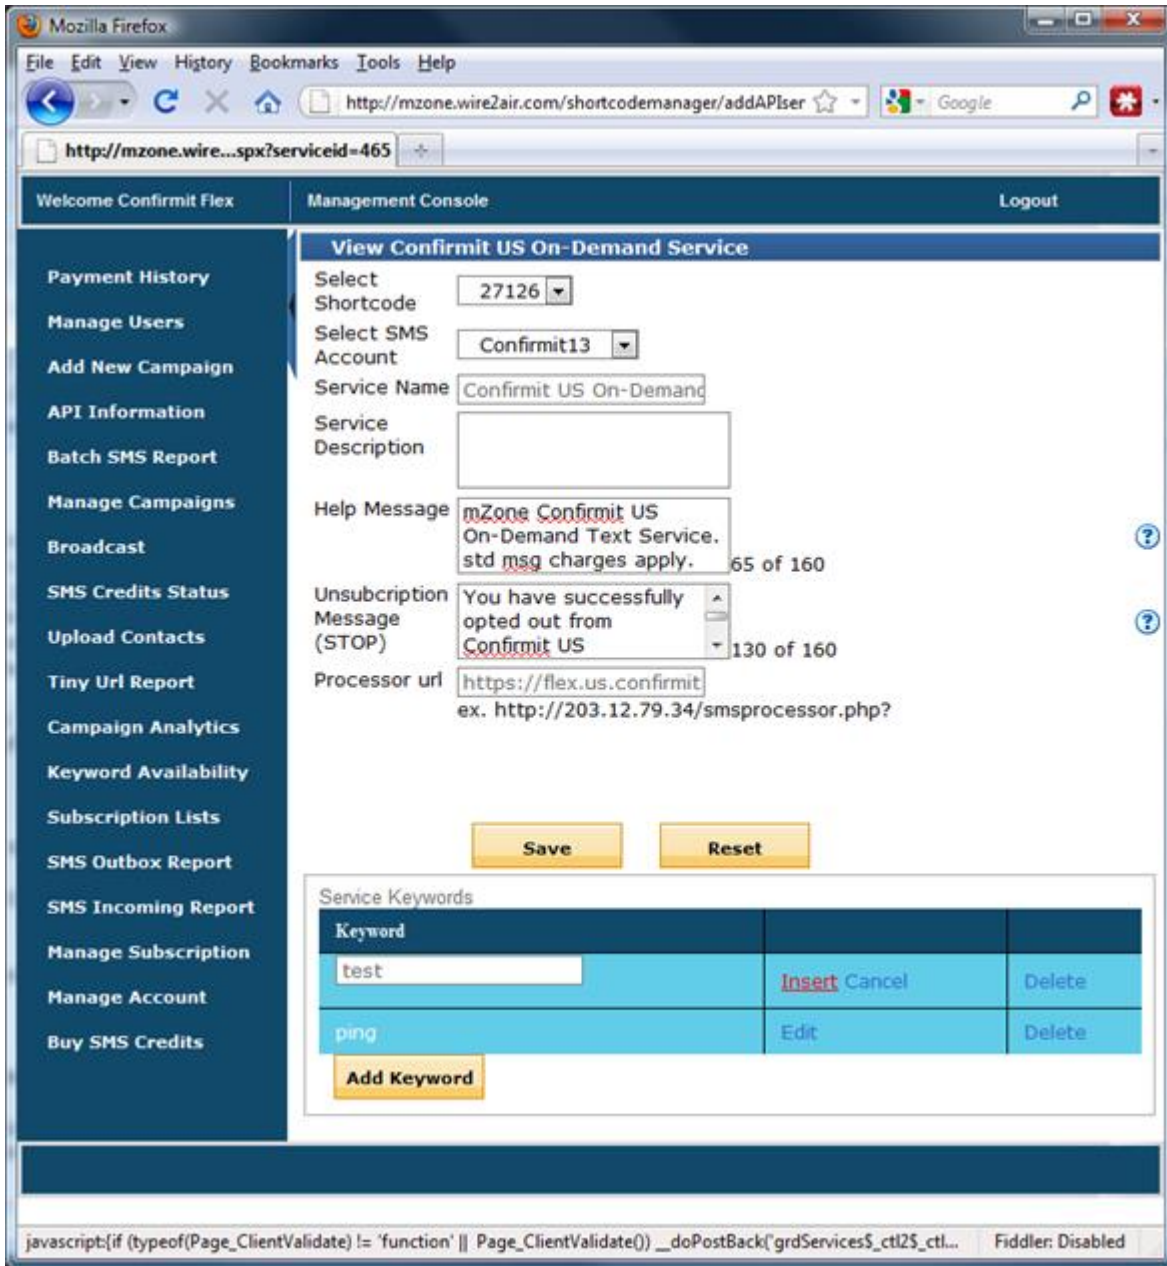 Mozilla Firefox
File Edit View History Bookmarks Tools Help
http://mzone.wire2air.com/shortcodemanager/addAPIser
Google
http://mzone.wire...spx?serviceid=465
Welcome Confirmit Flex
Management Console
Logout
Payment History
Manage Users
Add New Campaign
API Information
Batch SMS Report
Manage Campaigns
Broadcast
SMS Credits Status
Upload Contacts
Tiny Url Report
Campaign Analytics
Keyword Availability
Subscription Lists
SMS Outbox Report
SMS Incoming Report
Manage Subscription
Manage Account
Buy SMS Credits
View Confirmit US On-Demand Service
Select
Shortcode
27126
Select SMS
Account
Confirmit13
Service Name
Confirmit US On-Demand
Service
Description
Help Message
mZone Confirmit US
On-Demand Text Service.
std msg charges apply.
65 of 160
?
Unsubcription
Message
(STOP)
You have successfully
opted out from
Confirmit US
130 of 160
?
Processor url
https://flex.us.confirmit
ex. http://203.12.79.34/smsprocessor.php?
Save
Reset
Service Keywords
Keyword
test
Insert Cancel
Delete
ping
Edit
Delete
Add Keyword
javascript:{if (typeof(Page_ClientValidate) != 'function' || Page_ClientValidate()) __doPostBack('grdServices$_ctl2$_ctl...
Fiddler: Disabled